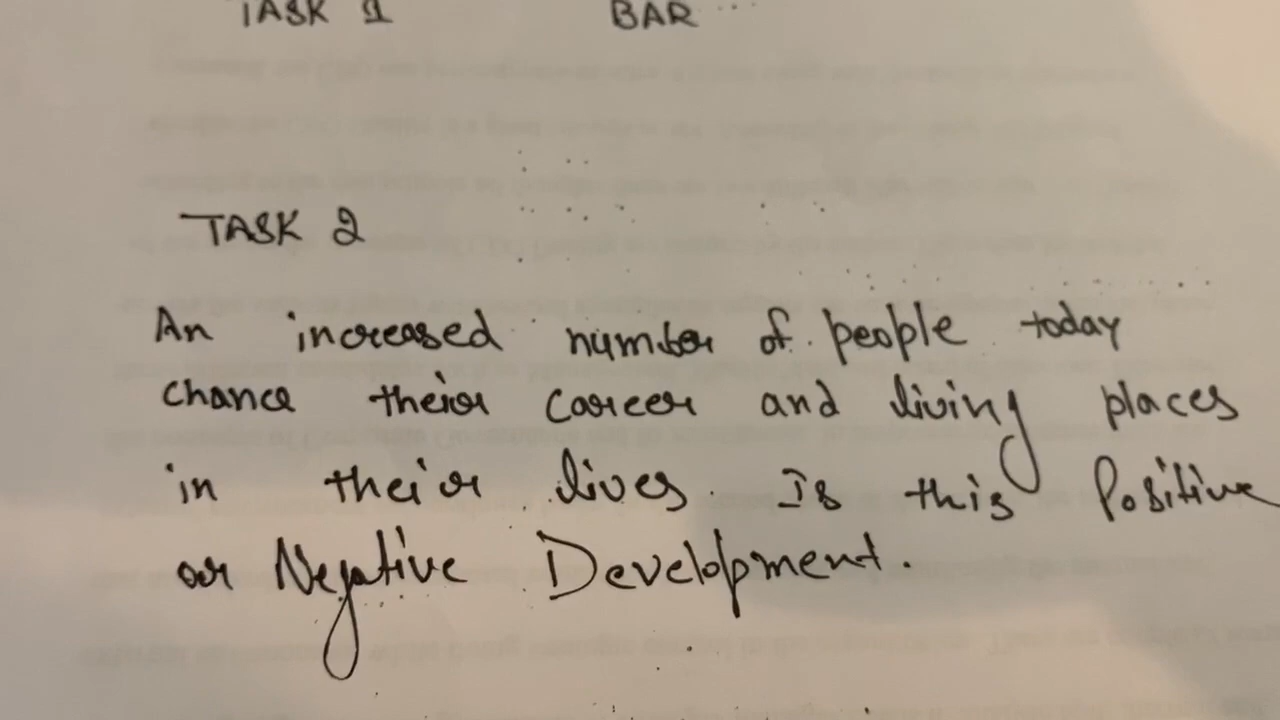 TASK 1 BAR
TASK 2
An increased number of people today
chance their career and living places
in their lives. Is this Positive
or Negative Development.